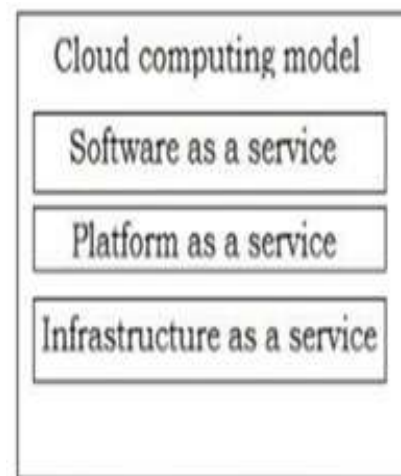 Cloud computing model
Software as a service
Platform as a service
Infrastructure as a service